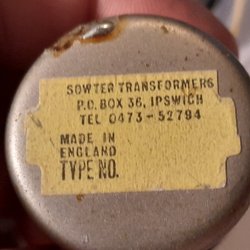 SOWTER TRANSFORMERS
P.O. BOX 36, IPSWICH
TEL 0473-52794
MADE IN
ENGLAND
TYPE NO.